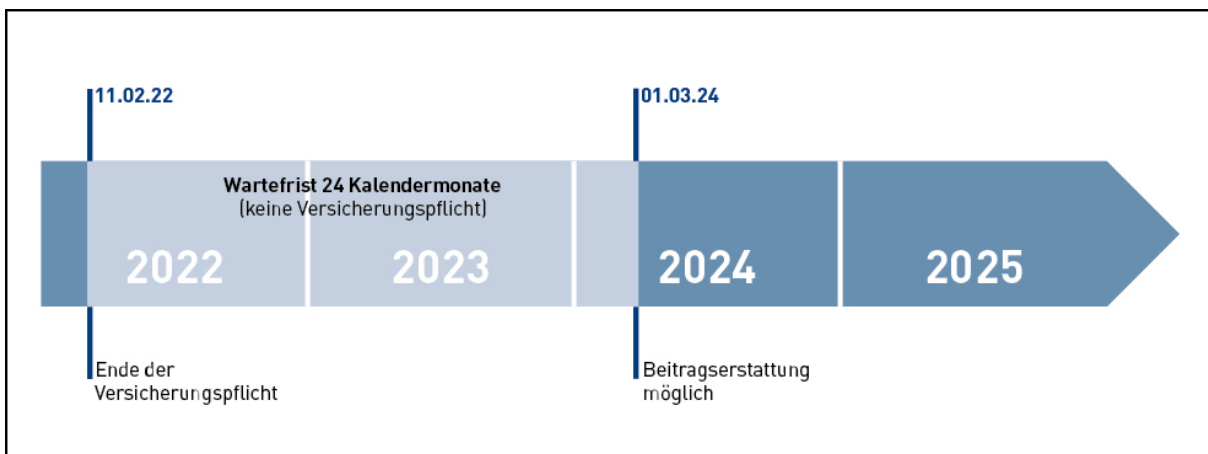 11.02.22
01.03.24
Wartefrist 24 Kalendermonate
(keine Versicherungspflicht)
2022
2023
2024
2025
Ende der
Versicherungspflicht
Beitragserstattung
möglich